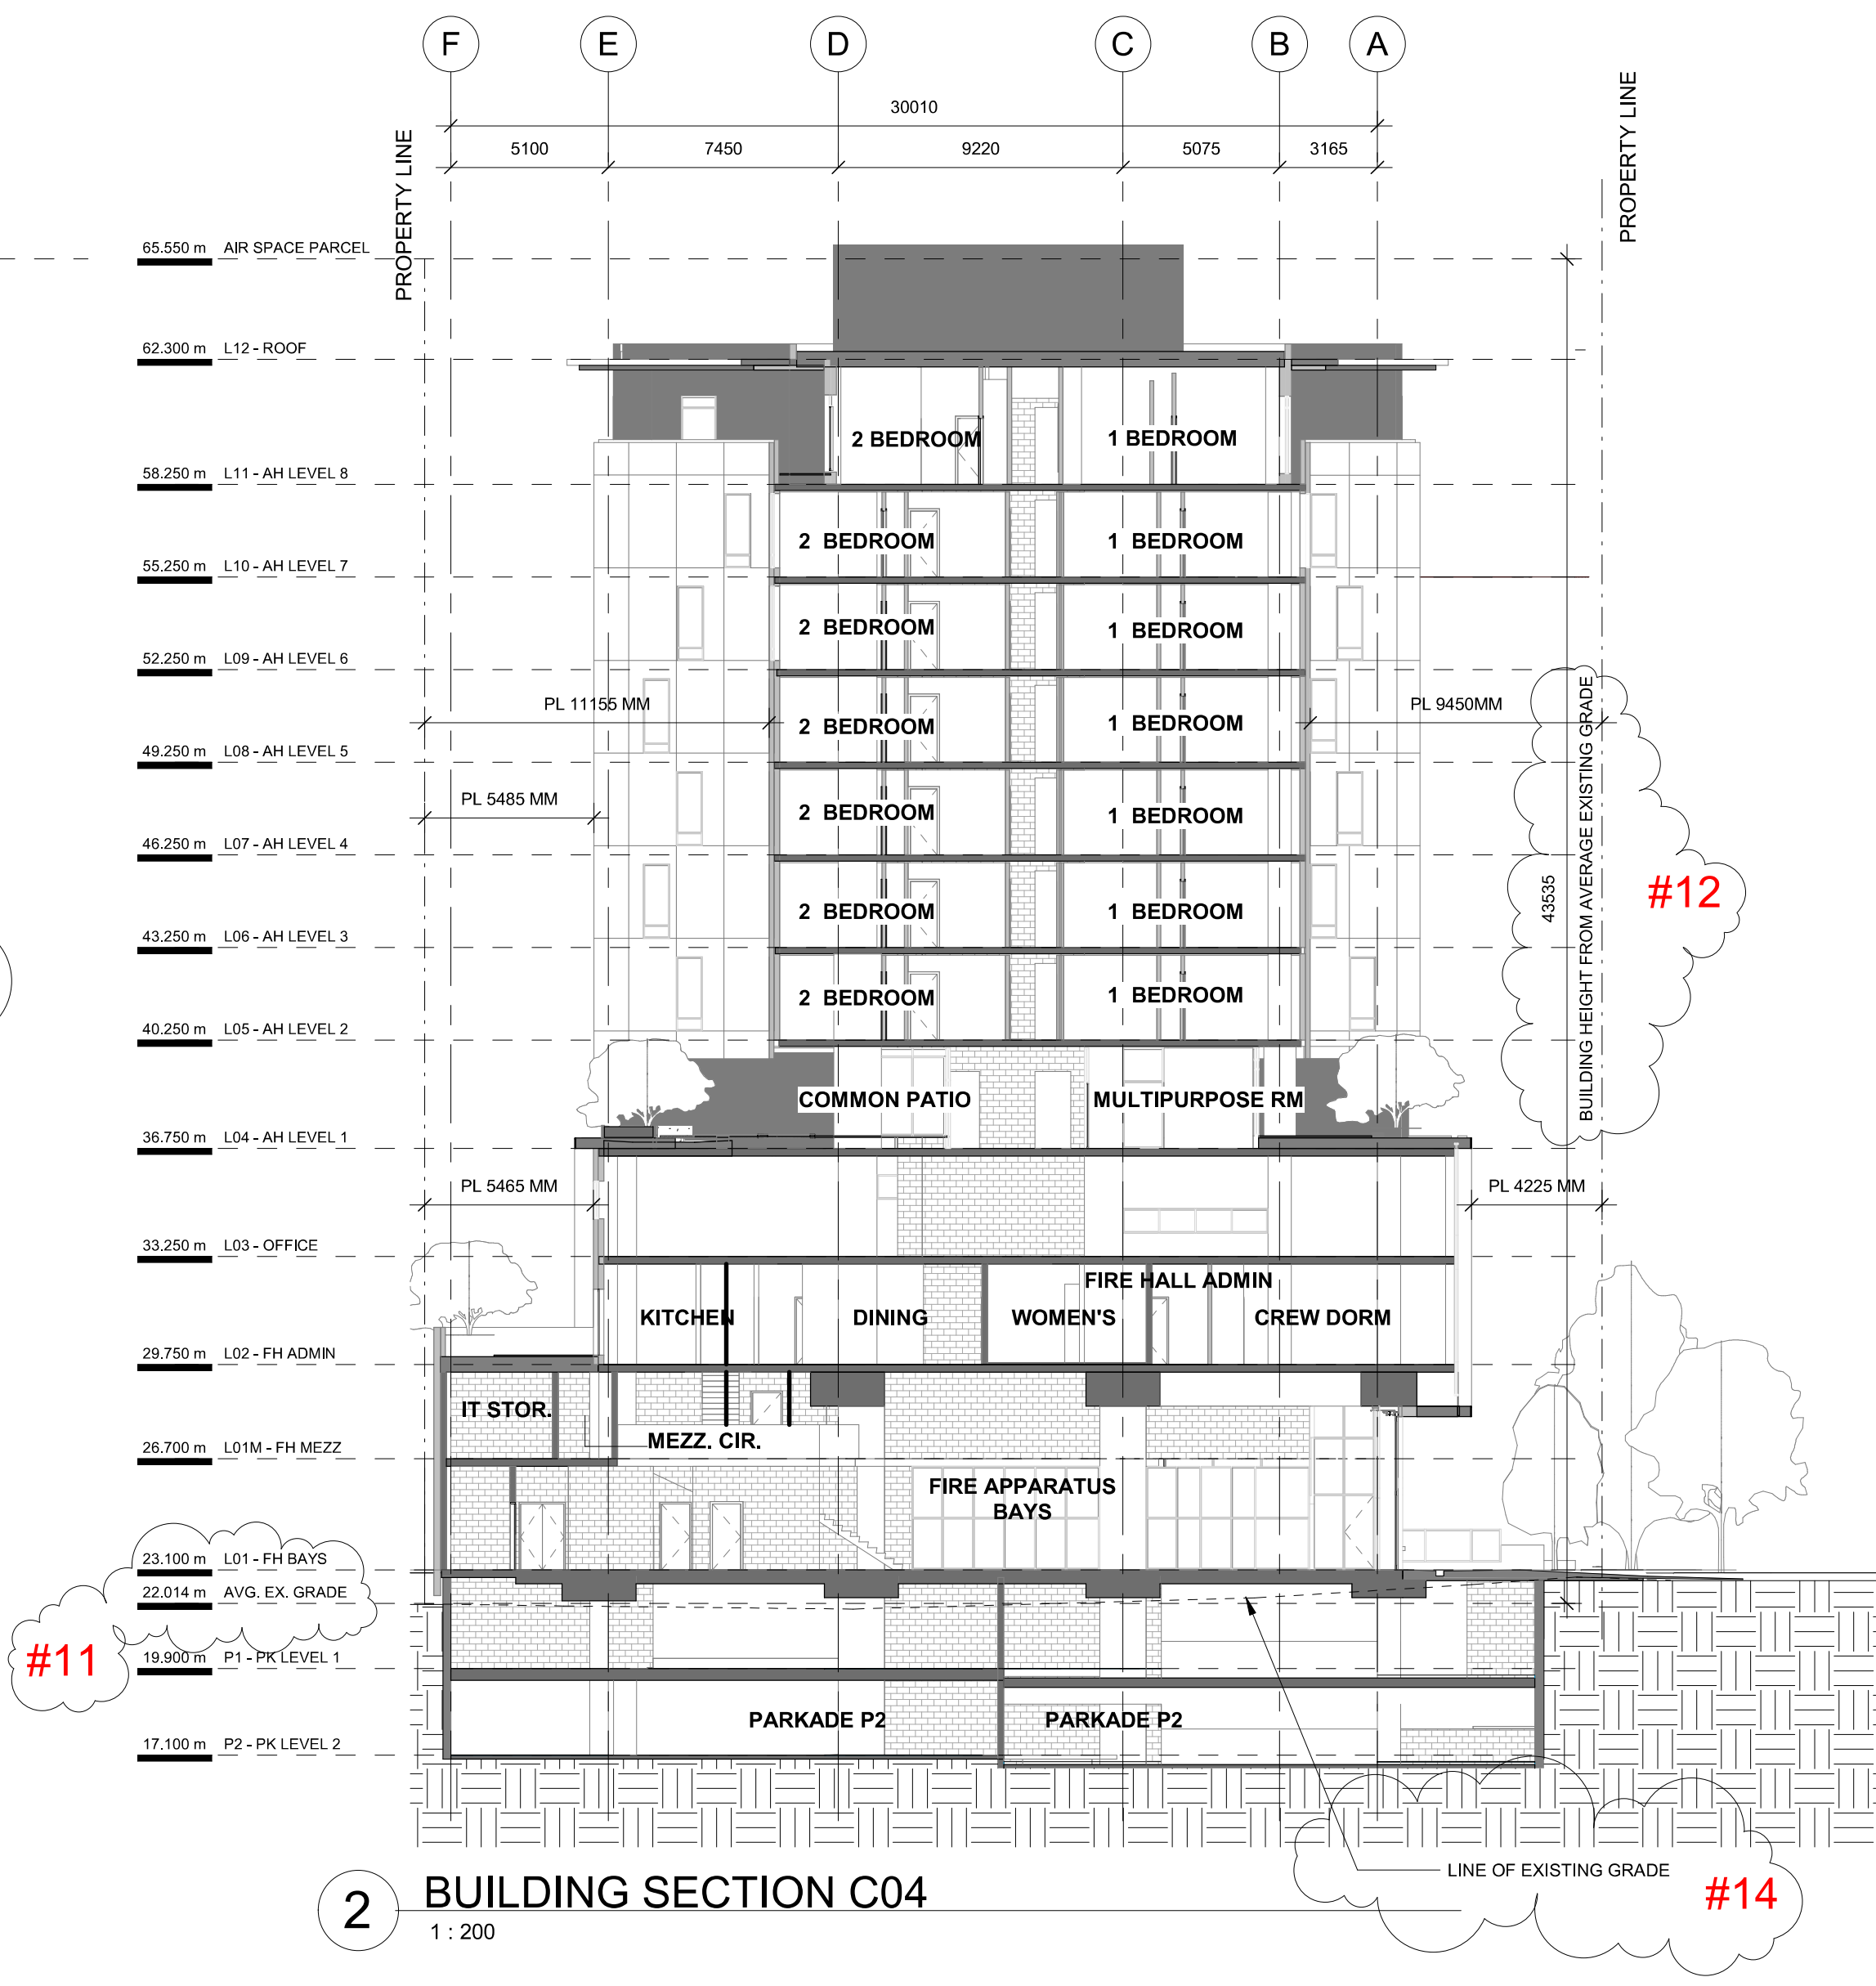 F E D C B A
30010
5100 7450 9220 5075 3165
PROPERTY LINE
PROPERTY LINE
65.550 m AIR SPACE PARCEL
62.300 m L12 - ROOF
2 BEDROOM 1 BEDROOM
58.250 m L11 - AH LEVEL 8
2 BEDROOM 1 BEDROOM
55.250 m L10 - AH LEVEL 7
2 BEDROOM 1 BEDROOM
52.250 m L09 - AH LEVEL 6
PL 11155 MM PL 9450MM
2 BEDROOM 1 BEDROOM
49.250 m L08 - AH LEVEL 5
PL 5485 MM
2 BEDROOM 1 BEDROOM
46.250 m L07 - AH LEVEL 4
43535
BUILDING HEIGHT FROM AVERAGE EXISTING GRADE
#12
2 BEDROOM 1 BEDROOM
43.250 m L06 - AH LEVEL 3
2 BEDROOM 1 BEDROOM
40.250 m L05 - AH LEVEL 2
COMMON PATIO MULTIPURPOSE RM
36.750 m L04 - AH LEVEL 1
PL 5465 MM PL 4225 MM
33.250 m L03 - OFFICE
FIRE HALL ADMIN
KITCHEN DINING WOMEN'S CREW DORM
29.750 m L02 - FH ADMIN
IT STOR.
MEZZ. CIR.
26.700 m L01M - FH MEZZ
FIRE APPARATUS
BAYS
23.100 m L01 - FH BAYS
22.014 m AVG. EX. GRADE
#11
19.900 m P1 - PK LEVEL 1
PARKADE P2 PARKADE P2
17.100 m P2 - PK LEVEL 2
LINE OF EXISTING GRADE
#14
2 BUILDING SECTION C04
1 : 200